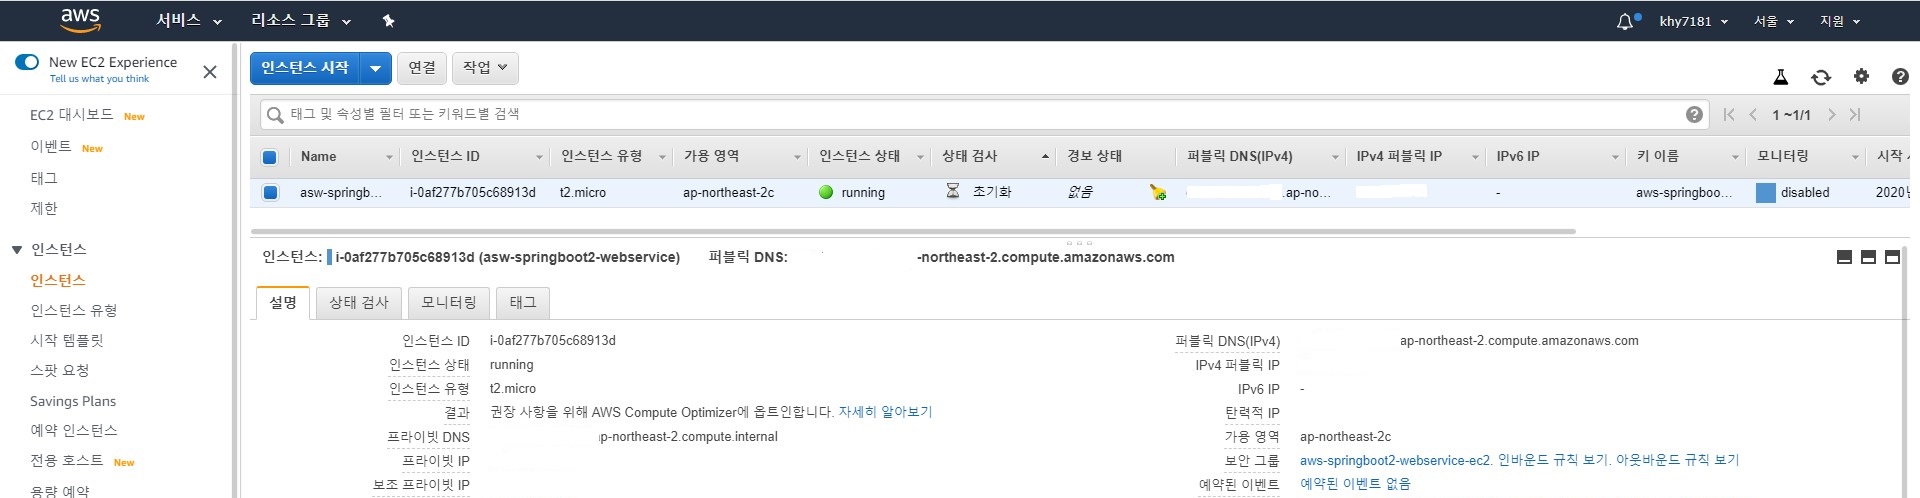 aws 서비스 리소스 그룹 khy7181 서울 지원
New EC2 Experience
Tell us what you think
EC2 대시보드 New
이벤트 New
태그
제한
인스턴스
인스턴스
인스턴스 유형
시작 템플릿
스팟 요청
Savings Plans
예약 인스턴스
전용 호스트 New
용량 예약
인스턴스 시작 연결 작업
태그 및 속성별 필터 또는 키워드별 검색 1 ~1/1
Name 인스턴스 ID 인스턴스 유형 가용 영역 인스턴스 상태 상태 검사 경보 상태 퍼블릭 DNS(IPv4) IPv4 퍼블릭 IP IPv6 IP 키 이름 모니터링 시작
asw-springb... i-0af277b705c68913d t2.micro ap-northeast-2c running 초기화 없음 .ap-no... - aws-springboo... disabled 2020
인스턴스: i-0af277b705c68913d (asw-springboot2-webservice) 퍼블릭 DNS: -northeast-2.compute.amazonaws.com
설명 상태 검사 모니터링 태그
인스턴스 ID i-0af277b705c68913d 퍼블릭 DNS(IPv4) ap-northeast-2.compute.amazonaws.com
인스턴스 상태 running IPv4 퍼블릭 IP
인스턴스 유형 t2.micro IPv6 IP -
결과 권장 사항을 위해 AWS Compute Optimizer에 옵트인합니다. 자세히 알아보기 탄력적 IP
프라이빗 DNS ap-northeast-2.compute.internal 가용 영역 ap-northeast-2c
프라이빗 IP 보안 그룹 aws-springboot2-webservice-ec2. 인바운드 규칙 보기. 아웃바운드 규칙 보기
보조 프라이빗 IP 예약된 이벤트 예약된 이벤트 없음